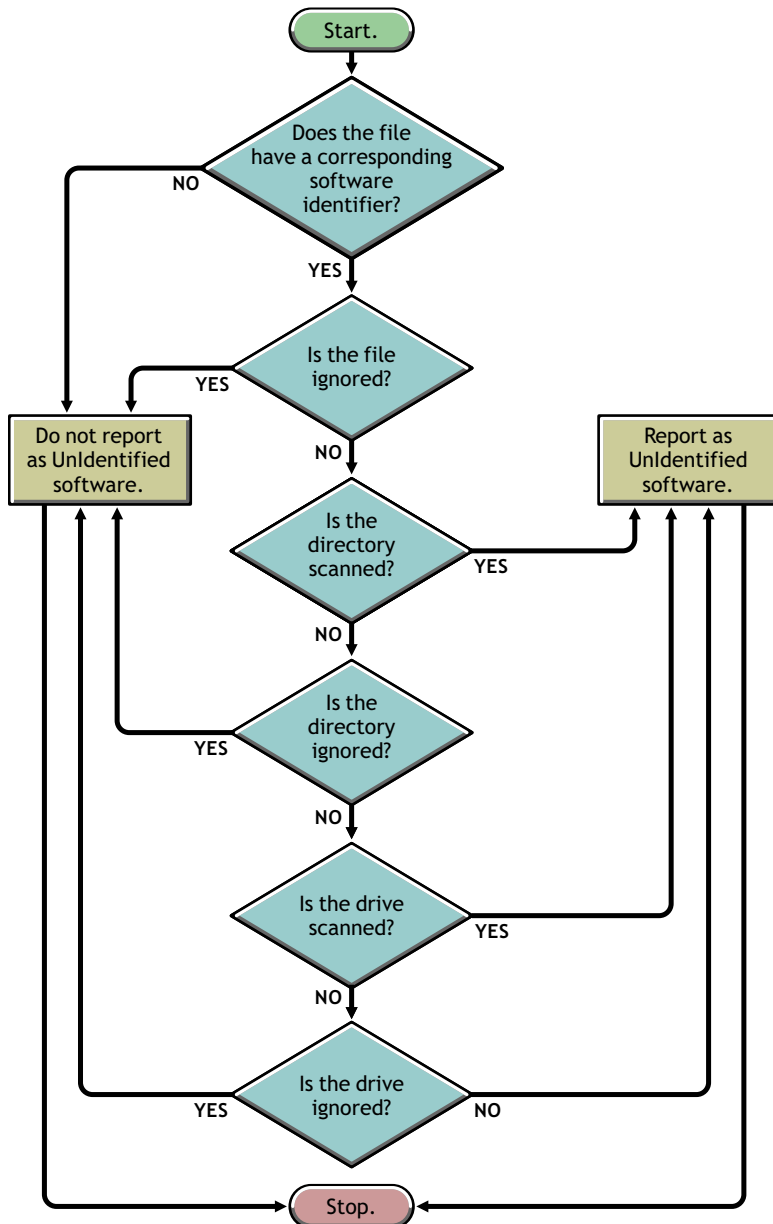 Start.
Does the file
have a corresponding
software
identifier?
NO
YES
Is the file
ignored?
YES
NO
Do not report
as UnIdentified
software.
Report as
UnIdentified
software.
Is the
directory
scanned?
YES
NO
Is the
directory
ignored?
YES
NO
Is the drive
scanned?
YES
NO
Is the drive
ignored?
YES
NO
Stop.